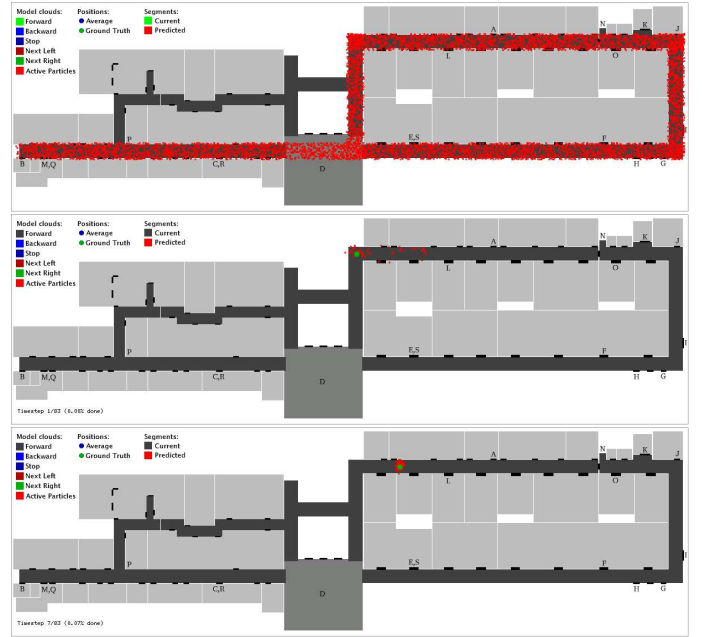 Model clouds: Positions: Segments:
Forward Average Current
Backward Ground Truth Predicted
Stop
Next Left
Next Right
Active Particles
N K J
A
L O
P
E,S F
B M,Q C,R D H G
I
Model clouds: Positions: Segments:
Forward Average Current
Backward Ground Truth Predicted
Stop
Next Left
Next Right
Active Particles
N K J
A
L O
I
P E,S F
B M,Q C,R D H G
Timestep 1/83 (0.00% done)
Model clouds: Positions: Segments:
Forward Average Current
Backward Ground Truth Predicted
Stop
Next Left
Next Right
Active Particles
N K J
A
L O
I
P E,S F
B M,Q C,R D H G
Timestep 7/83 (0.07% done)